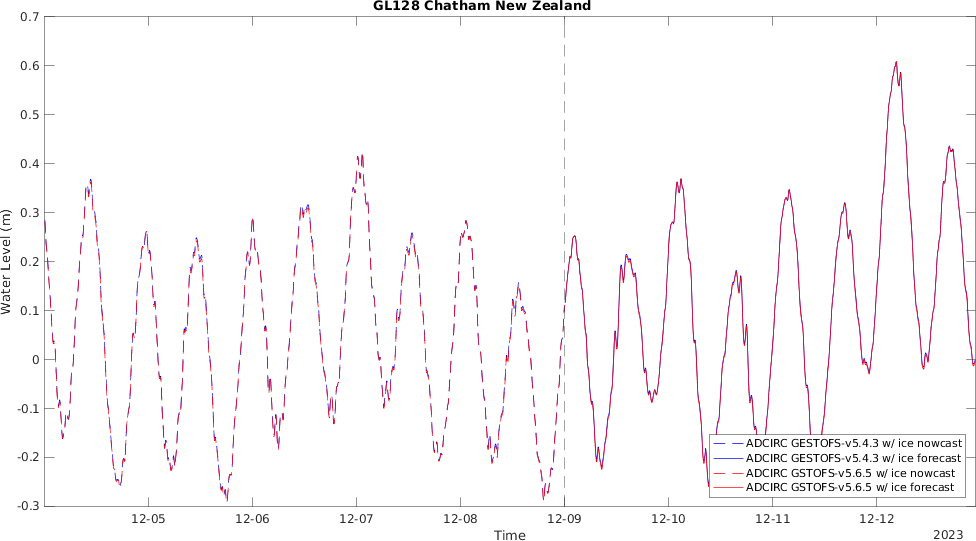 GL128 Chatham New Zealand
0.7
0.6
0.5
0.4
0.3
0.2
0.1
0
-0.1
-0.2
-0.3
Water Level (m)
12-05 12-06 12-07 12-08 12-09 12-10 12-11 12-12
Time
2023
ADCIRC GESTOFS-v5.4.3 w/ ice nowcast
ADCIRC GESTOFS-v5.4.3 w/ ice forecast
ADCIRC GSTOFS-v5.6.5 w/ ice nowcast
ADCIRC GSTOFS-v5.6.5 w/ ice forecast